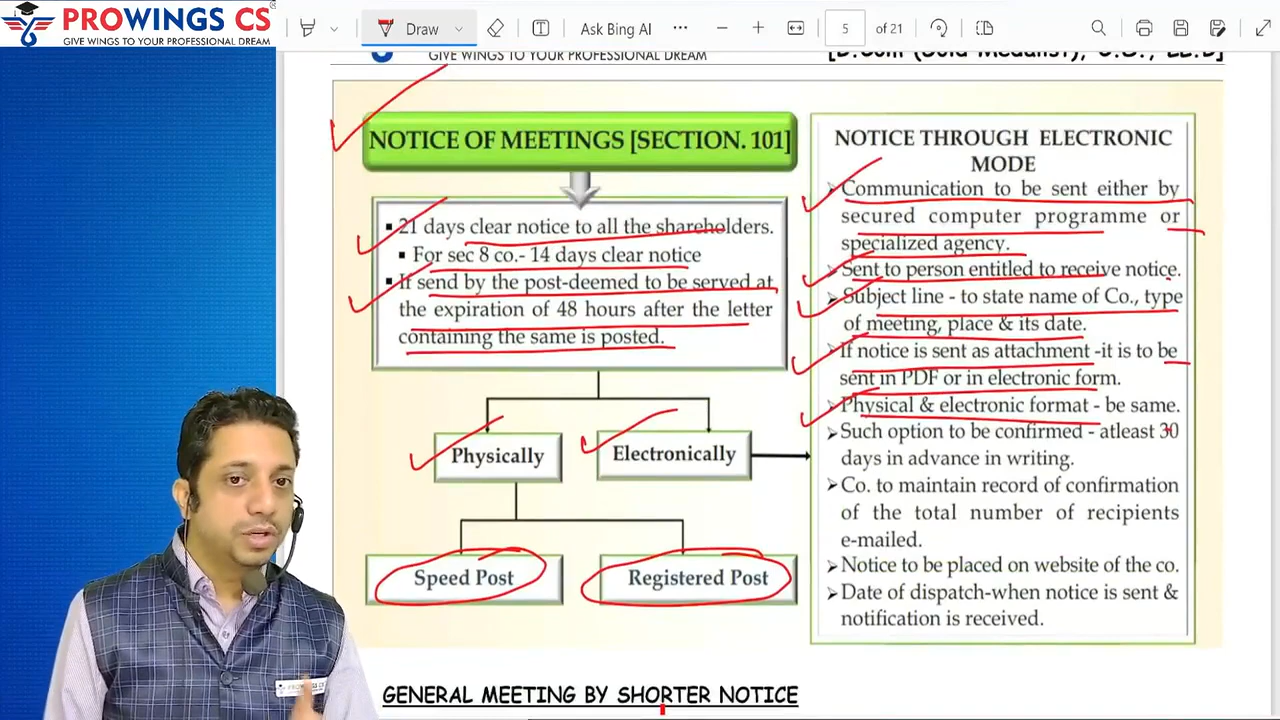 PROWINGS CS
GIVE WINGS TO YOUR PROFESSIONAL DREAM
Draw
Ask Bing AI
5
of 21
GIVE WINGS TO YOUR PROFESSIONAL DREAM
NOTICE OF MEETINGS [SECTION. 101]
21 days clear notice to all the shareholders.
For sec 8 co.- 14 days clear notice
If send by the post-deemed to be served at
the expiration of 48 hours after the letter
containing the same is posted.
Physically
Electronically
Speed Post
Registered Post
NOTICE THROUGH ELECTRONIC
MODE
Communication to be sent either by
secured computer programme or
specialized agency.
Sent to person entitled to receive notice.
Subject line - to state name of Co., type
of meeting, place & its date.
If notice is sent as attachment -it is to be
sent in PDF or in electronic form.
Physical & electronic format - be same.
Such option to be confirmed - atleast 30
days in advance in writing.
Co. to maintain record of confirmation
of the total number of recipients
e-mailed.
Notice to be placed on website of the co.
Date of dispatch-when notice is sent &
notification is received.
GENERAL MEETING BY SHORTER NOTICE
PROWINGS CS